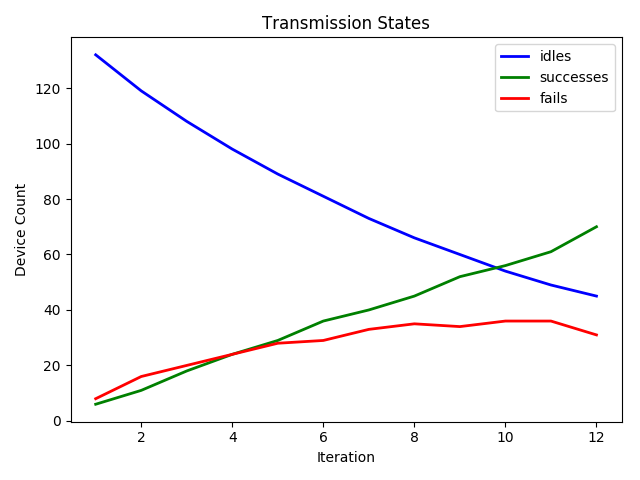 Transmission States
idles
successes
fails
Device Count
120
100
80
60
40
20
0
2 4 6 8 10 12
Iteration